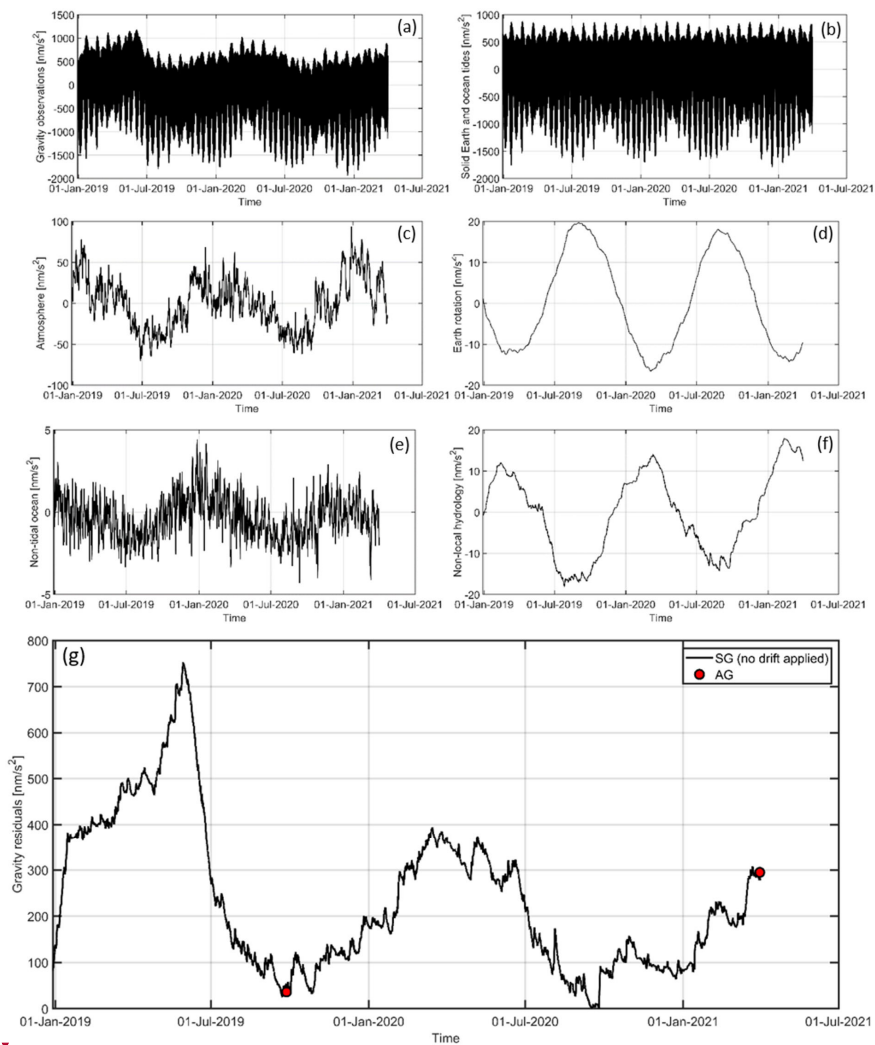 (a)
Gravity observations [nm/s²]
1500
1000
500
0
-500
-1000
-1500
-2000
01-Jan-2019 01-Jul-2019 01-Jan-2020 01-Jul-2020 01-Jan-2021 01-Jul-2021
Time
(b)
Solid Earth and ocean tides [nm/s²]
1000
500
0
-500
-1000
-1500
-2000
01-Jan-2019 01-Jul-2019 01-Jan-2020 01-Jul-2020 01-Jan-2021 01-Jul-2021
Time
(c)
Atmosphere [nm/s²]
100
50
0
-50
-100
01-Jan-2019 01-Jul-2019 01-Jan-2020 01-Jul-2020 01-Jan-2021 01-Jul-2021
Time
(d)
Earth rotation [nm/s²]
20
10
0
-10
-20
01-Jan-2019 01-Jul-2019 01-Jan-2020 01-Jul-2020 01-Jan-2021 01-Jul-2021
Time
(e)
Non-tidal ocean [nm/s²]
5
0
-5
01-Jan-2019 01-Jul-2019 01-Jan-2020 01-Jul-2020 01-Jan-2021 01-Jul-2021
Time
(f)
Non-local hydrology [nm/s²]
20
10
0
-10
-20
01-Jan-2019 01-Jul-2019 01-Jan-2020 01-Jul-2020 01-Jan-2021 01-Jul-2021
Time
(g)
SG (no drift applied)
AG
Gravity residuals [nm/s²]
800
700
600
500
400
300
200
100
0
01-Jan-2019 01-Jul-2019 01-Jan-2020 01-Jul-2020 01-Jan-2021 01-Jul-2021
Time